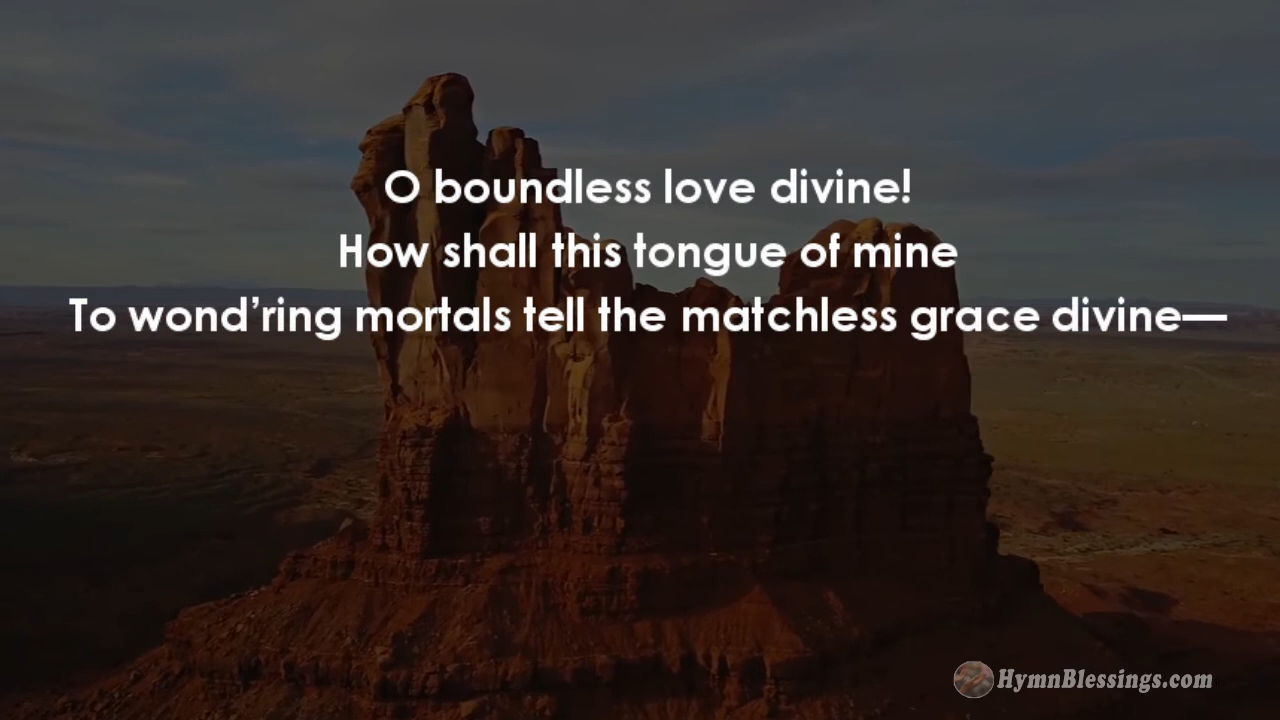 O boundless love divine!
How shall this tongue of mine
To wond’ring mortals tell the matchless grace divine—
HymnBlessings.com